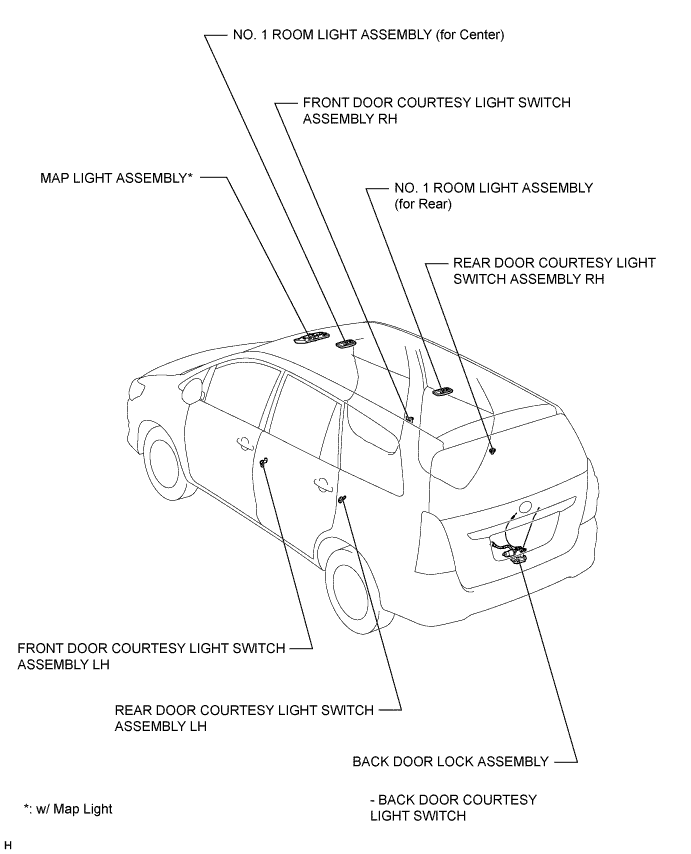 NO. 1 ROOM LIGHT ASSEMBLY (for Center)
FRONT DOOR COURTESY LIGHT SWITCH
ASSEMBLY RH
MAP LIGHT ASSEMBLY*
NO. 1 ROOM LIGHT ASSEMBLY
(for Rear)
REAR DOOR COURTESY LIGHT
SWITCH ASSEMBLY RH
FRONT DOOR COURTESY LIGHT SWITCH
ASSEMBLY LH
REAR DOOR COURTESY LIGHT SWITCH
ASSEMBLY LH
BACK DOOR LOCK ASSEMBLY
- BACK DOOR COURTESY
LIGHT SWITCH
*: w/ Map Light
H